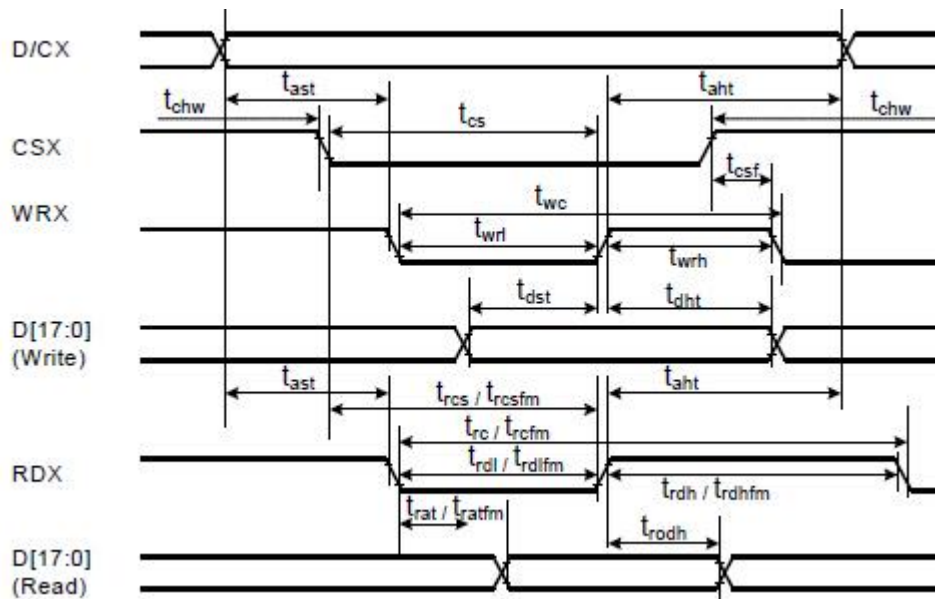 D/CX
t_ast
t_aht
t_chw
t_cs
t_chw
CSX
t_csf
WRX
t_wc
t_wrl
t_wrh
t_dst
t_dht
D[17:0]
(Write)
t_ast
t_aht
t_rcs / t_rcsfm
t_rc / t_rcfm
RDX
t_rdl / t_rdlfm
t_rdh / t_rdhfm
t_rat / t_ratfm
t_rodh
D[17:0]
(Read)